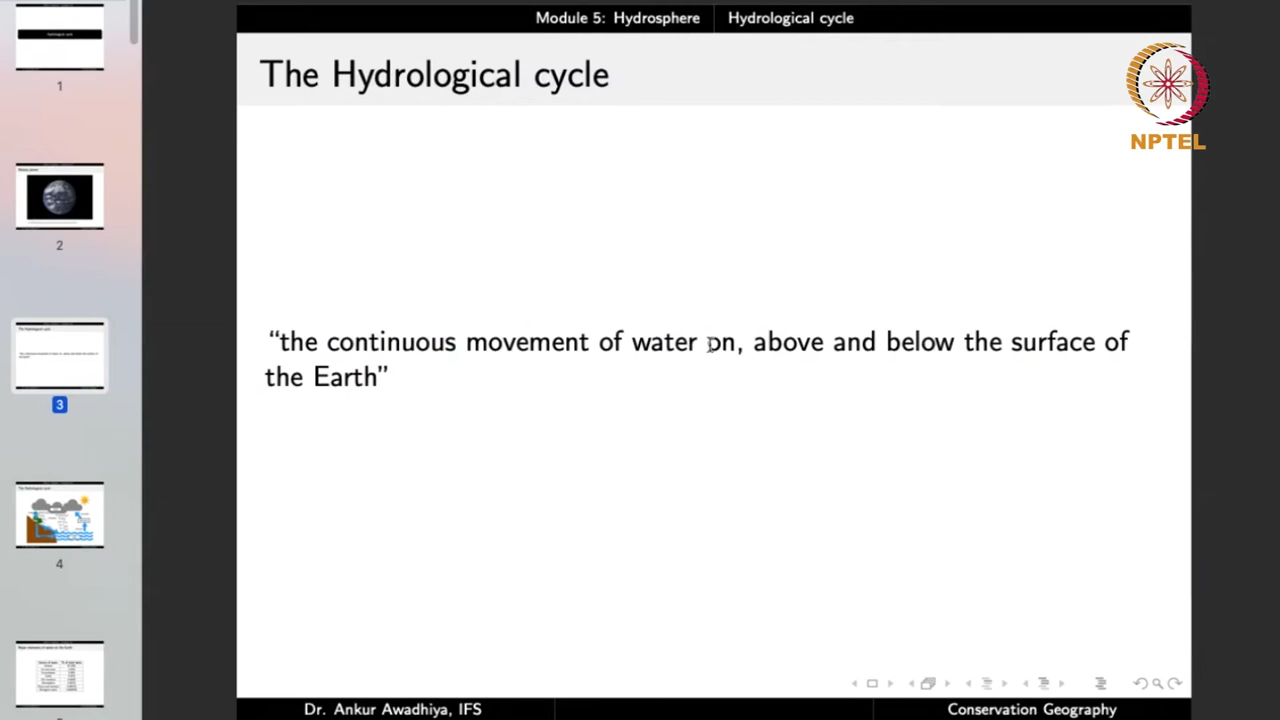 Module 5: Hydrosphere
Hydrological cycle
The Hydrological cycle
NPTEL
“the continuous movement of water on, above and below the surface of
the Earth”
1
2
3
4
Dr. Ankur Awadhiya, IFS
Conservation Geography